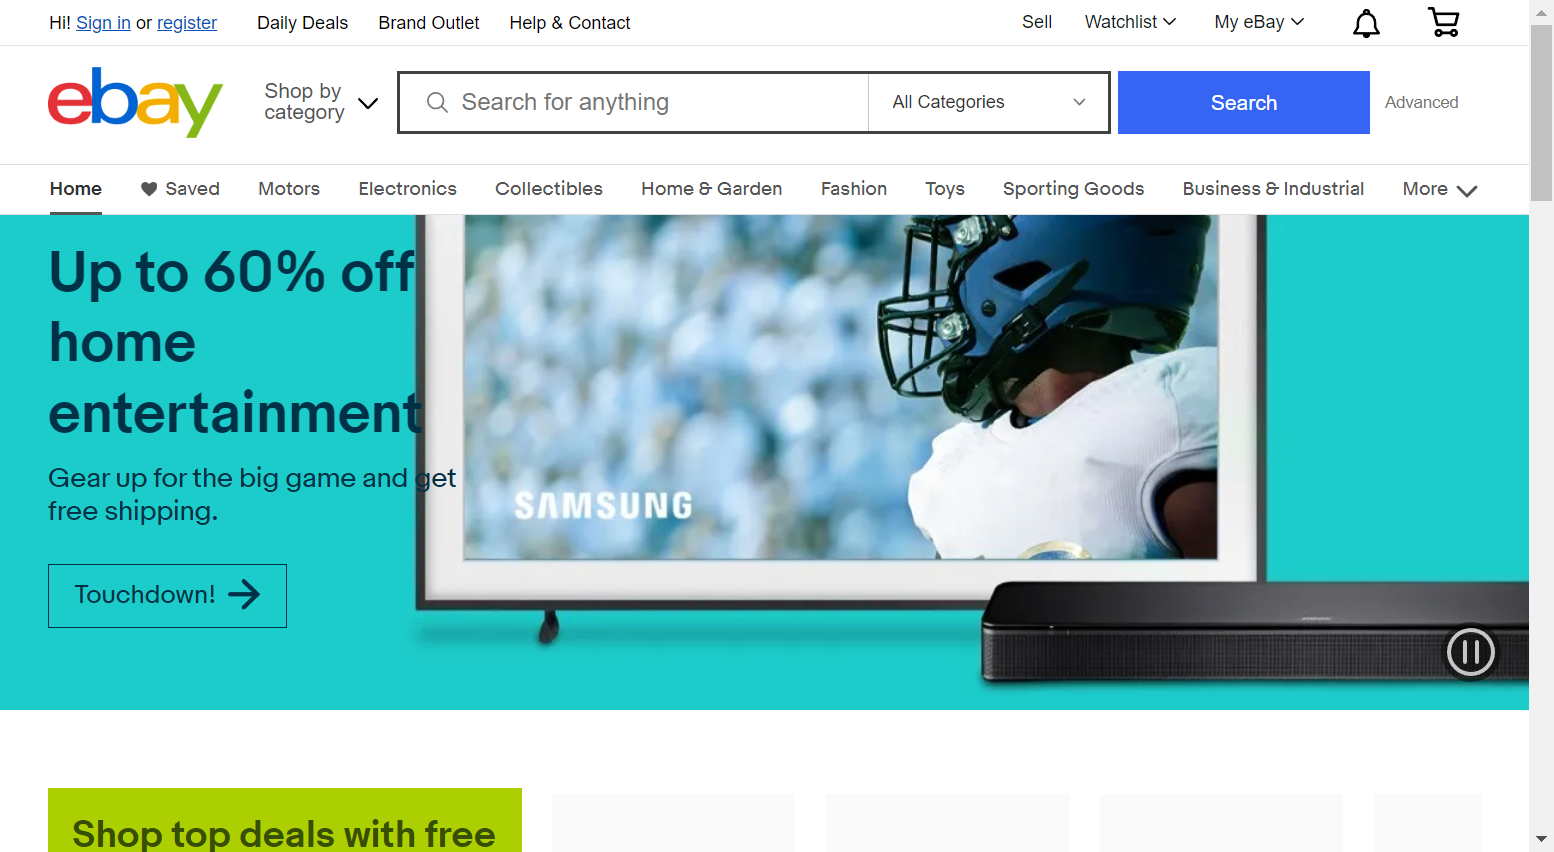 Hi! Sign in or register
Daily Deals
Brand Outlet
Help & Contact
Sell
Watchlist
My eBay
ebay
Shop by
category
Search for anything
All Categories
Search
Advanced
Home
Saved
Motors
Electronics
Collectibles
Home & Garden
Fashion
Toys
Sporting Goods
Business & Industrial
More
Up to 60% off
home
entertainment
Gear up for the big game and get
free shipping.
Touchdown!
SAMSUNG
Shop top deals with free